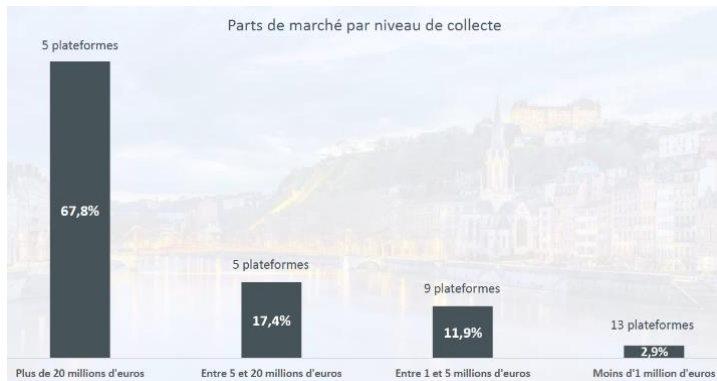 Parts de marché par niveau de collecte
5 plateformes
67,8%
5 plateformes
17,4%
9 plateformes
11,9%
13 plateformes
2,9%
Plus de 20 millions d'euros
Entre 5 et 20 millions d'euros
Entre 1 et 5 millions d'euros
Moins d'1 million d'euros